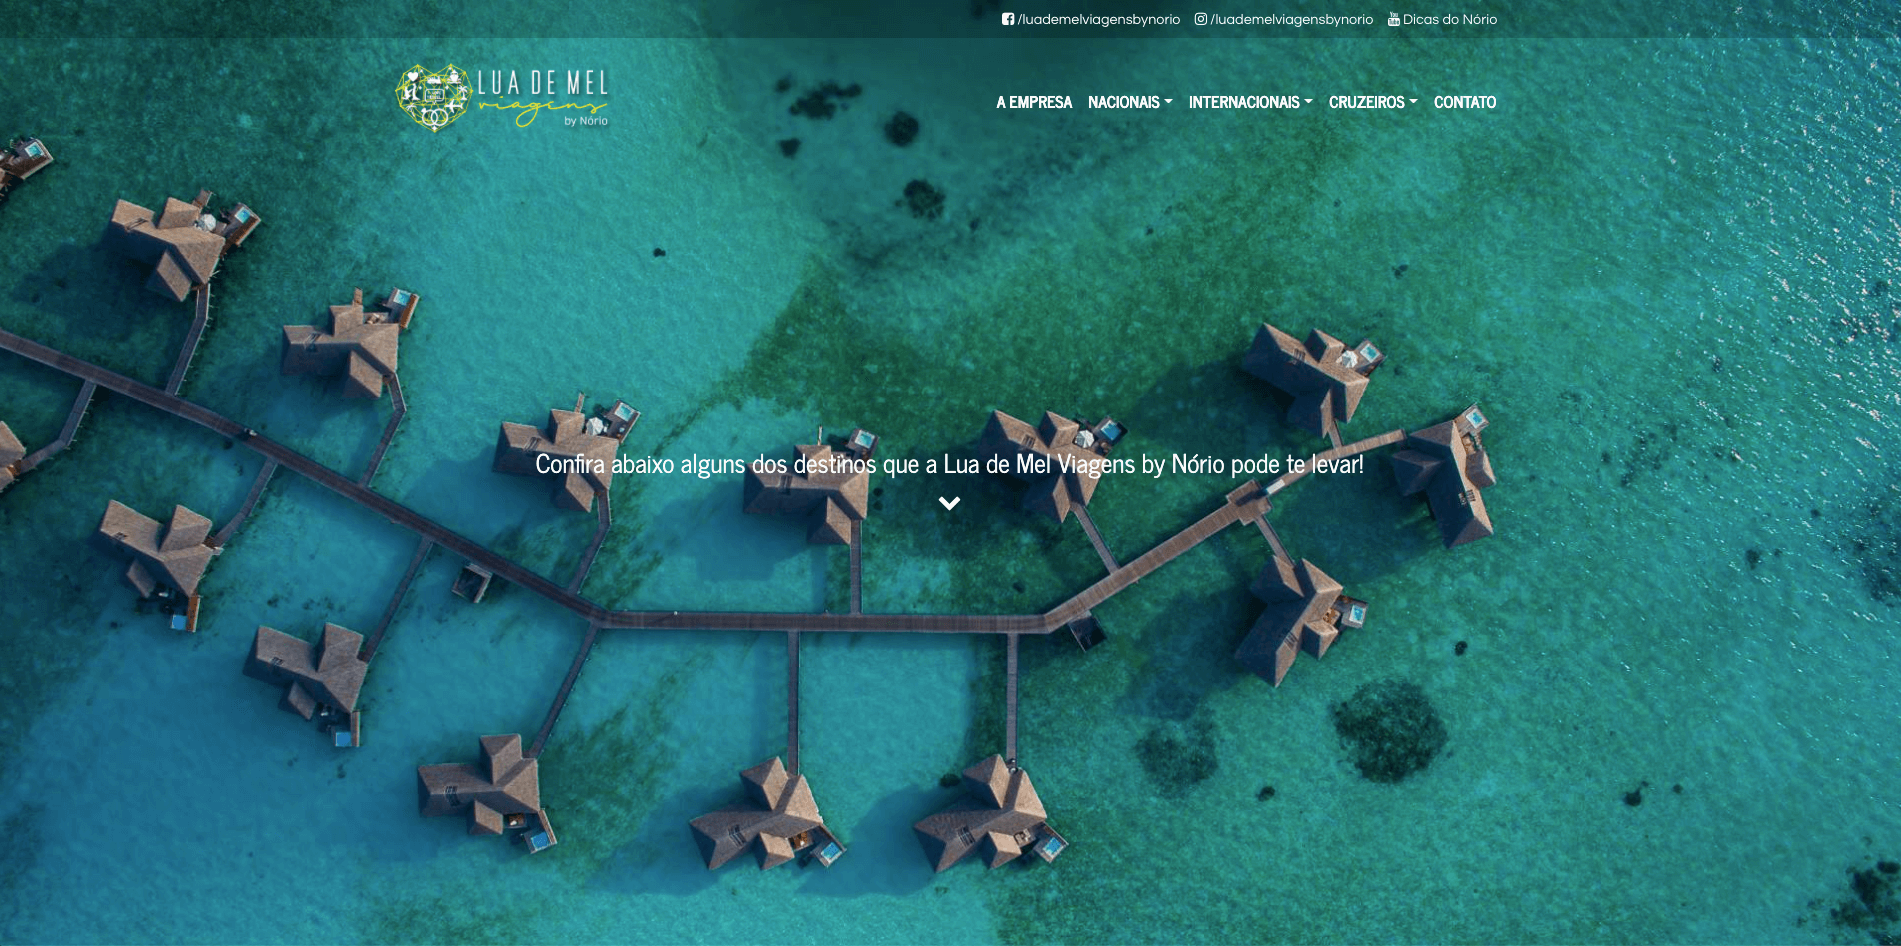 /luademelviagensbynorio /luademelviagensbynorio Dicas do Nório
LUA DE MEL
viagens
by Nório
A EMPRESA NACIONAIS INTERNACIONAIS CRUZEIROS CONTATO
Confira abaixo alguns dos destinos que a Lua de Mel Viagens by Nório pode te levar!